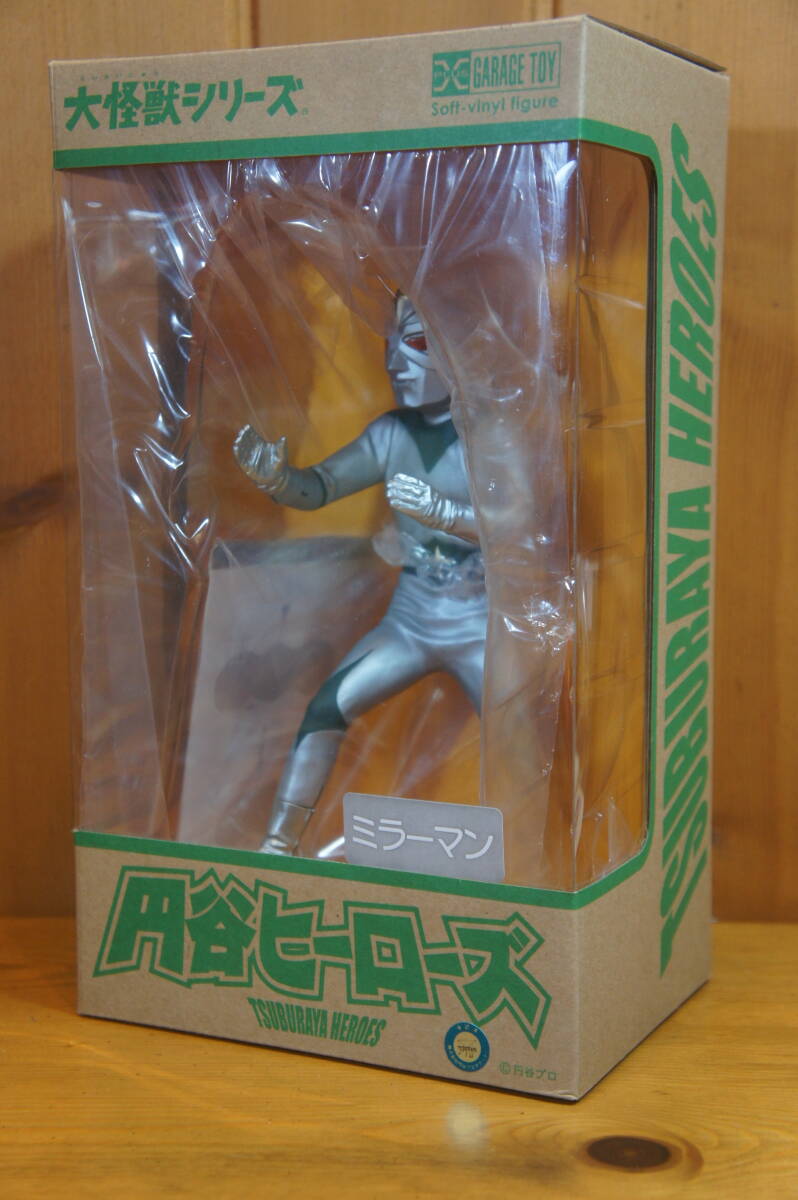 大怪獣シリーズ
GARAGE TOY
Soft-vinyl figure
TSUBURAYA HEROES
ミラーマン
円谷ヒーローズ
TSUBURAYA HEROES
©円谷プロ